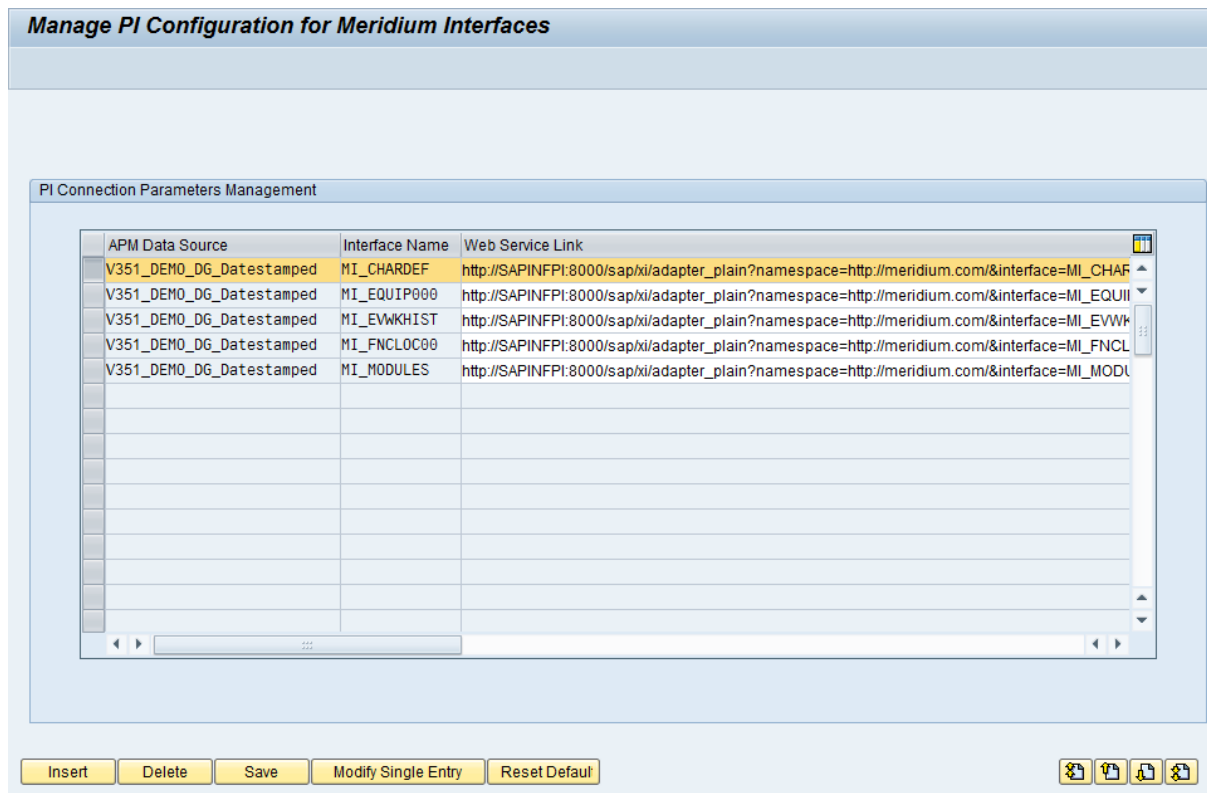 Manage PI Configuration for Meridium Interfaces
PI Connection Parameters Management
APM Data Source Interface Name Web Service Link
V351_DEMO_DG_Datestamped MI_CHARDEF http://SAPINFPI:8000/sap/xi/adapter_plain?namespace=http://meridium.com/&interface=MI_CHAR
V351_DEMO_DG_Datestamped MI_EQUIP000 http://SAPINFPI:8000/sap/xi/adapter_plain?namespace=http://meridium.com/&interface=MI_EQUI
V351_DEMO_DG_Datestamped MI_EVWKHIST http://SAPINFPI:8000/sap/xi/adapter_plain?namespace=http://meridium.com/&interface=MI_EVWK
V351_DEMO_DG_Datestamped MI_FNCLOC00 http://SAPINFPI:8000/sap/xi/adapter_plain?namespace=http://meridium.com/&interface=MI_FNCL
V351_DEMO_DG_Datestamped MI_MODULES http://SAPINFPI:8000/sap/xi/adapter_plain?namespace=http://meridium.com/&interface=MI_MODU
Insert Delete Save Modify Single Entry Reset Defaul